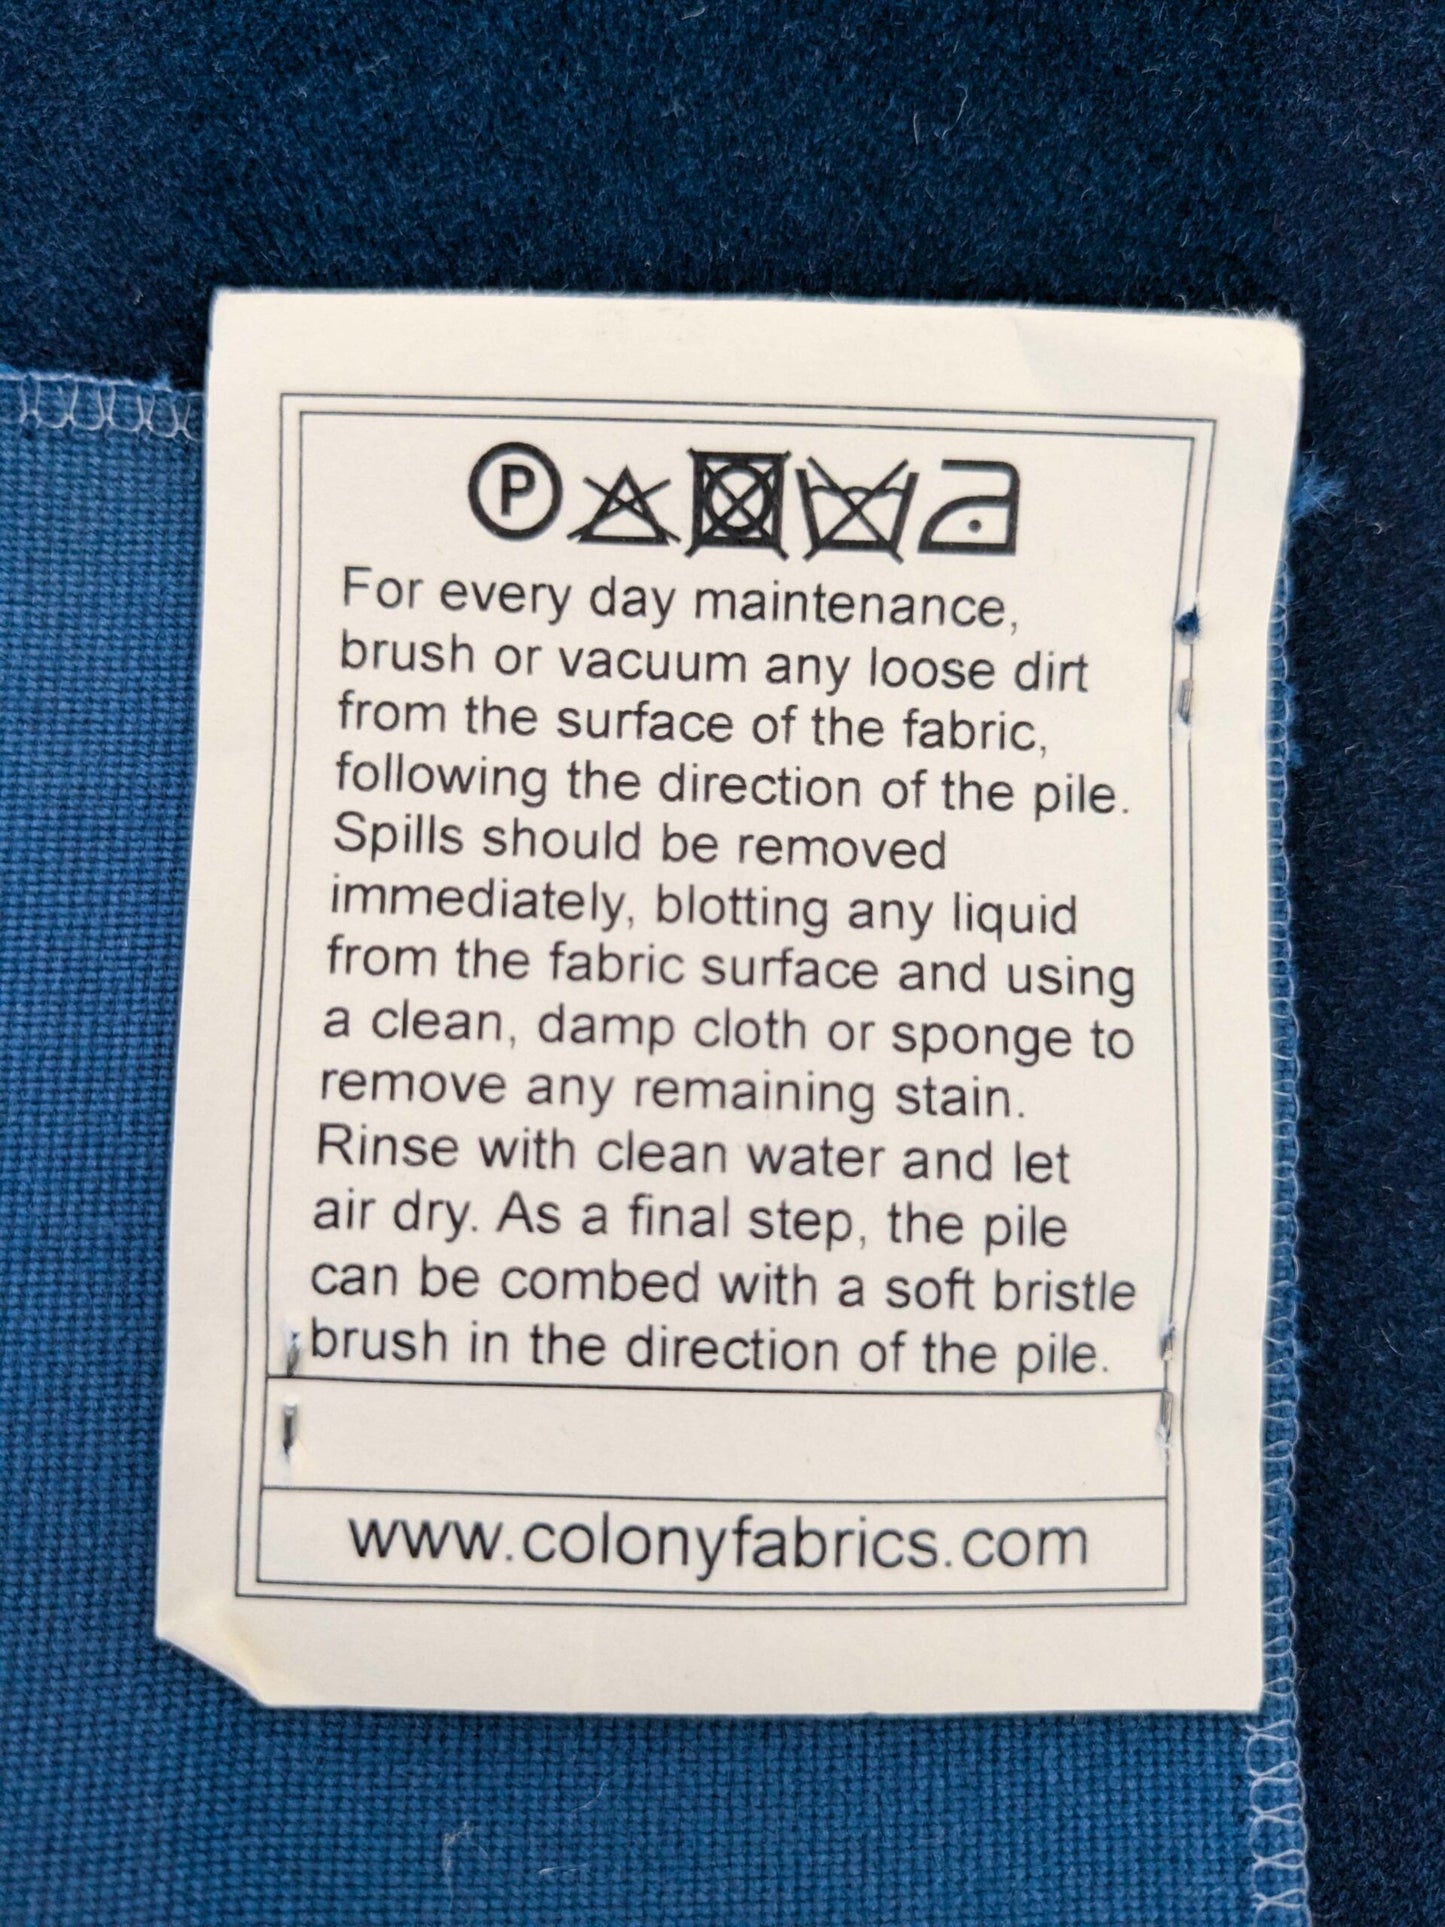 P
For every day maintenance,
brush or vacuum any loose dirt
from the surface of the fabric,
following the direction of the pile.
Spills should be removed
immediately, blotting any liquid
from the fabric surface and using
a clean, damp cloth or sponge to
remove any remaining stain.
Rinse with clean water and let
air dry. As a final step, the pile
can be combed with a soft bristle
brush in the direction of the pile.
www.colonyfabrics.com